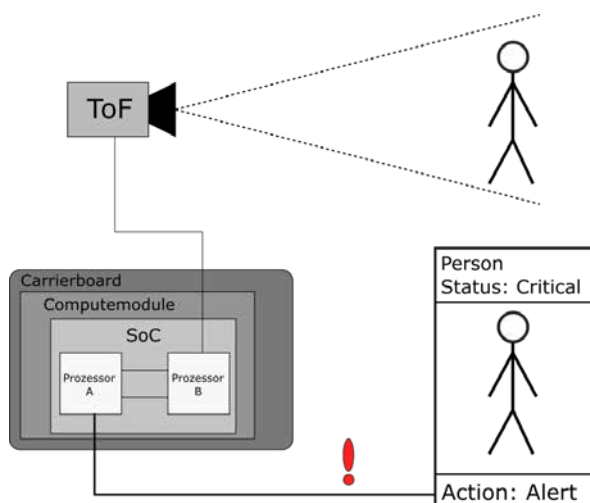 ToF
Carrierboard
Computemodule
SoC
Prozessor
A
Prozessor
B
Person
Status: Critical
!
Action: Alert